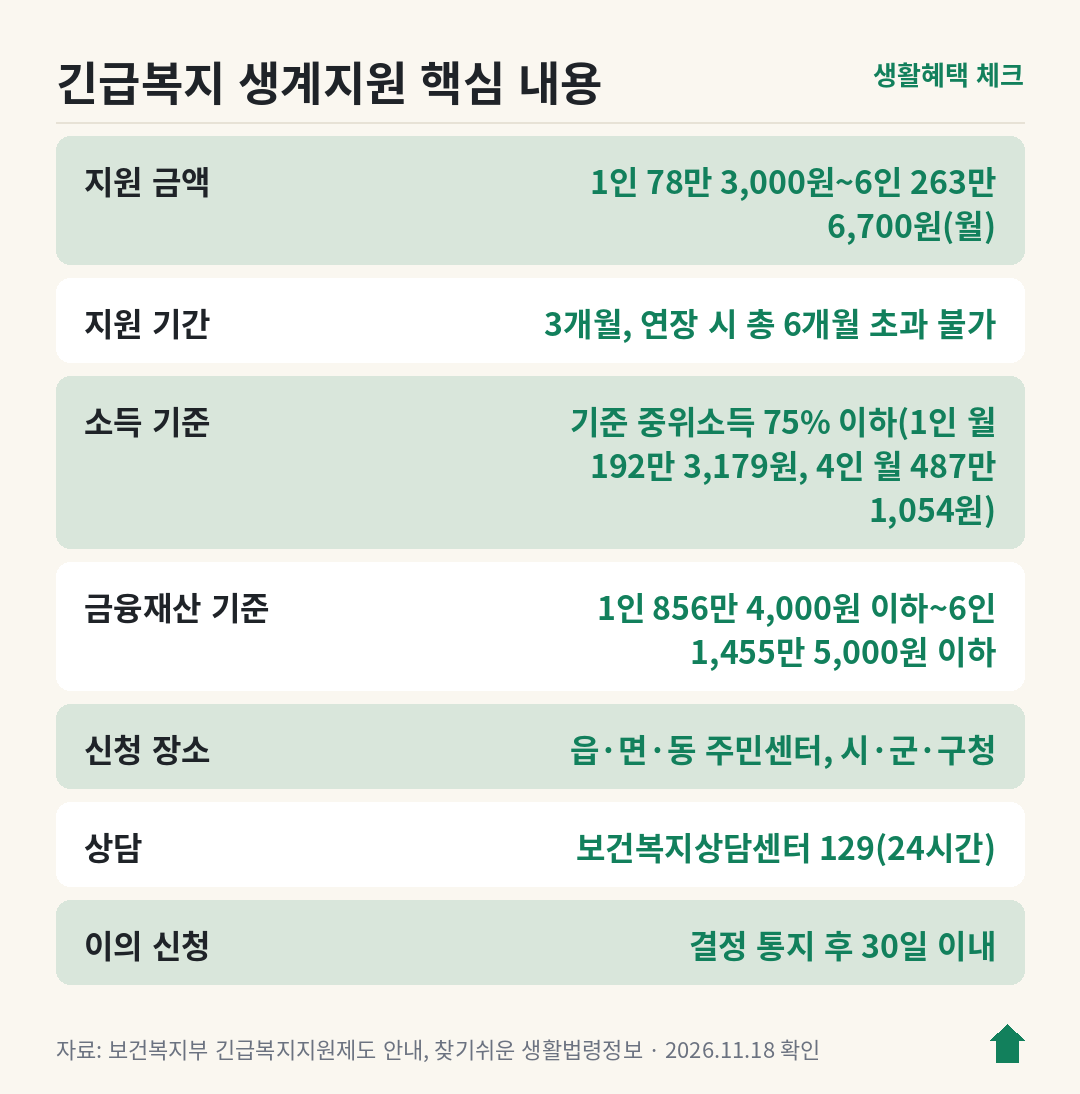 긴급복지 생계지원 핵심 내용
생활혜택 체크
지원 금액
1인 78만 3,000원~6인 263만
6,700원(월)
지원 기간
3개월, 연장 시 총 6개월 초과 불가
소득 기준
기준 중위소득 75% 이하(1인 월
192만 3,179원, 4인 월 487만
1,054원)
금융재산 기준
1인 856만 4,000원 이하~6인
1,455만 5,000원 이하
신청 장소
읍·면·동 주민센터, 시·군·구청
상담
보건복지상담센터 129(24시간)
이의 신청
결정 통지 후 30일 이내
자료: 보건복지부 긴급복지지원제도 안내, 찾기쉬운 생활법령정보 · 2026.11.18 확인